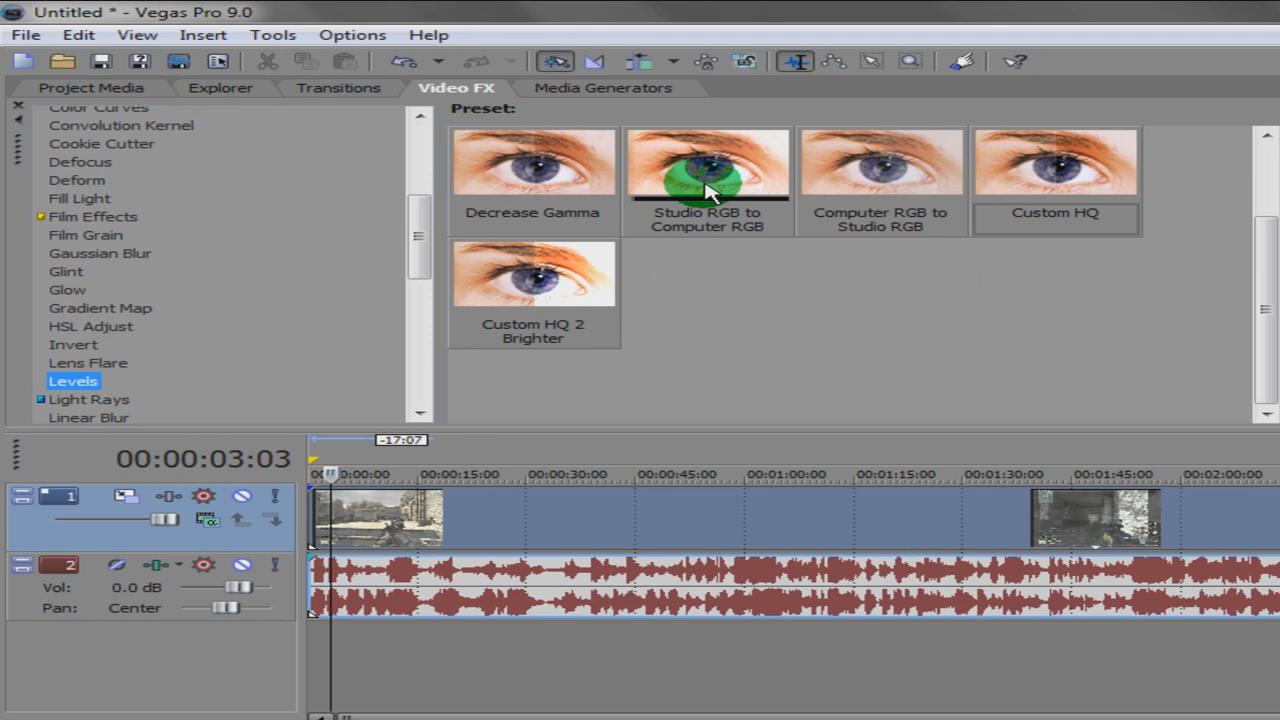 Untitled * - Vegas Pro 9.0
File Edit View Insert Tools Options Help
Project Media Explorer Transitions Video FX Media Generators
Preset:
Color Curves
Convolution Kernel
Cookie Cutter
Defocus
Deform
Fill Light
Film Effects
Film Grain
Gaussian Blur
Glint
Glow
Gradient Map
HSL Adjust
Invert
Lens Flare
Levels
Light Rays
Linear Blur
Decrease Gamma
Studio RGB to
Computer RGB
Computer RGB to
Studio RGB
Custom HQ
Custom HQ 2
Brighter
-17:07
00:00:03:03
0:00:00 00:00:15:00 00:00:30:00 00:00:45:00 00:01:00:00 00:01:15:00 00:01:30:00 00:01:45:00 00:02:00:00
1
2
Vol: 0.0 dB
Pan: Center